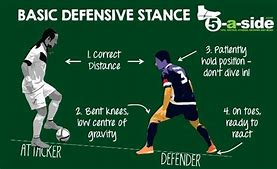 BASIC DEFENSIVE STANCE
5-a-side
1. Correct
Distance
3. Patiently
hold position -
don't dive in!
2. Bent knees,
low centre of
gravity
4. On toes,
ready to
react
ATTACKER
DEFENDER